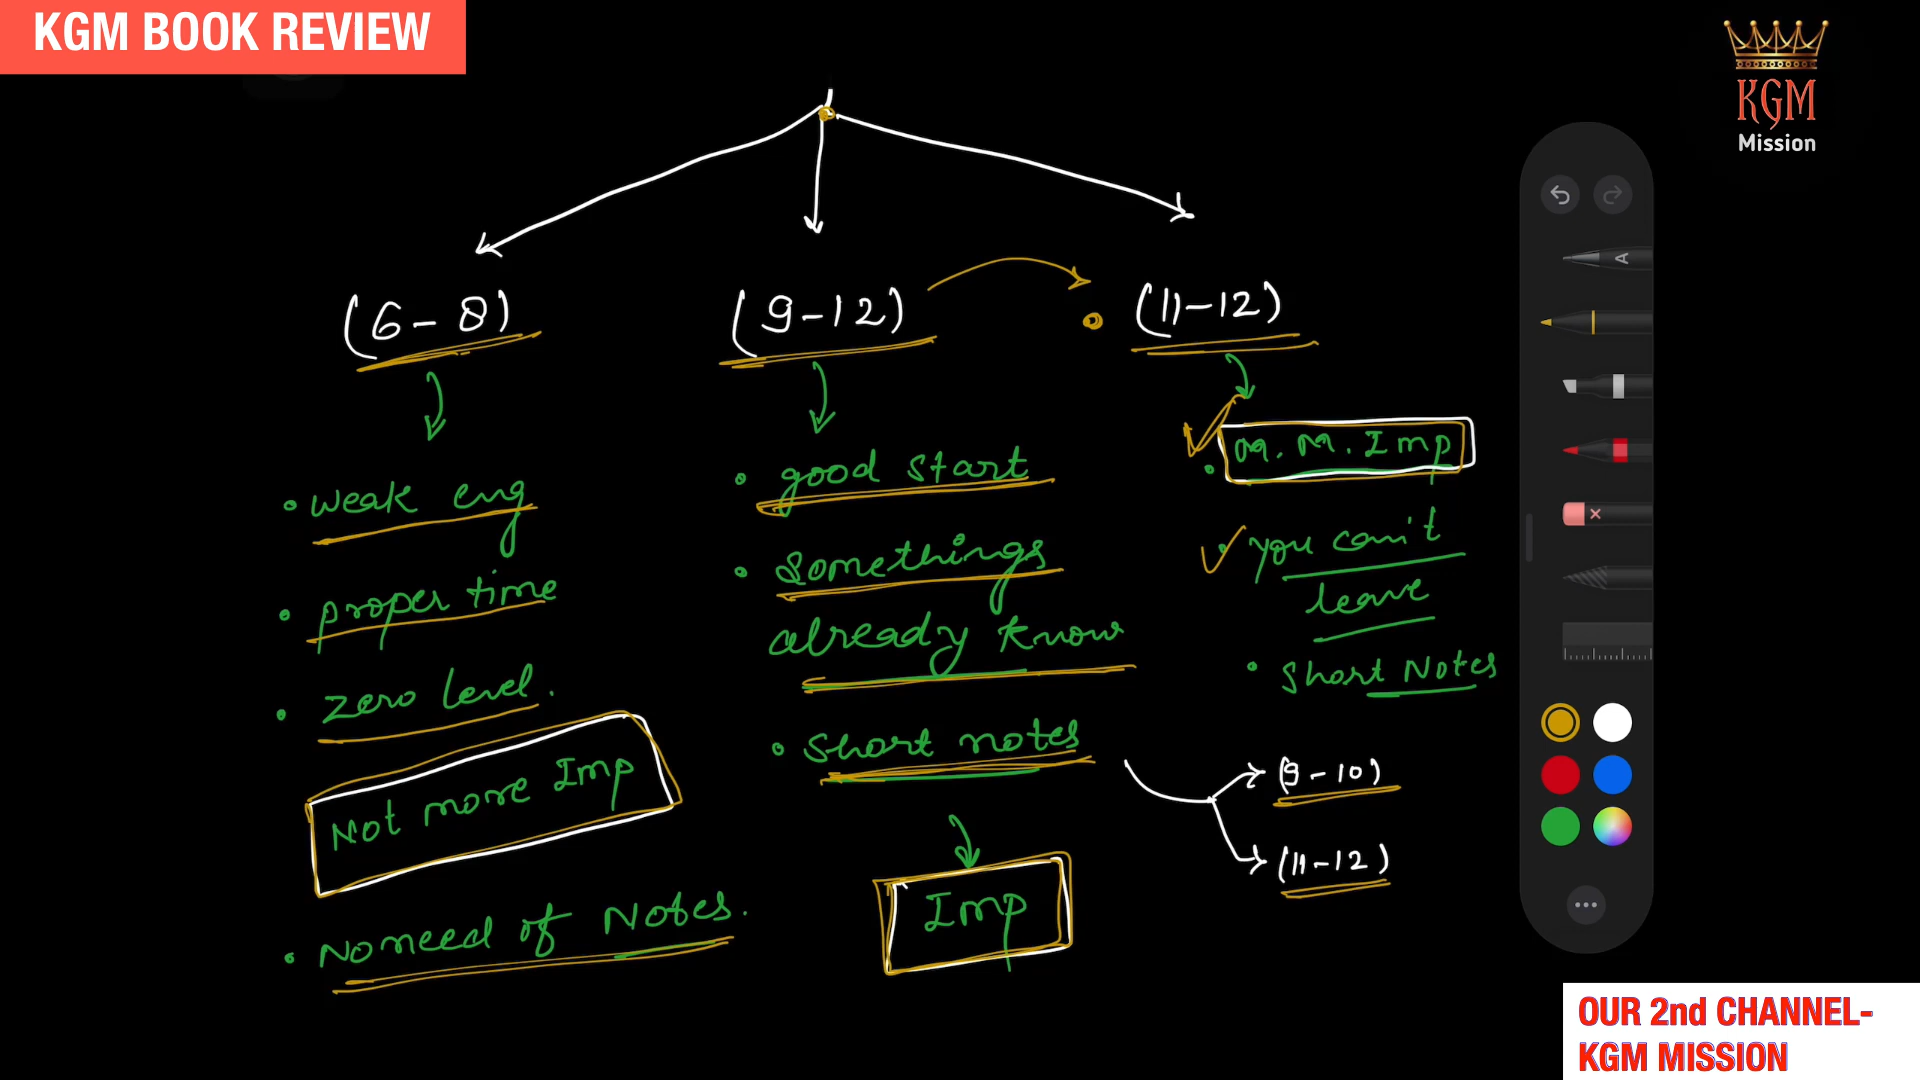 KGM BOOK REVIEW
KGM
Mission
(6-8)
(9-12)
(11-12)
• weak eng
• proper time
• zero level.
Not more Imp
• No need of Notes.
• good start
• Somethings
already know
• Short notes
Imp
• M.M. Imp
• you can't
leave
• Short Notes
(9-10)
(11-12)
A
OUR 2nd CHANNEL-
KGM MISSION